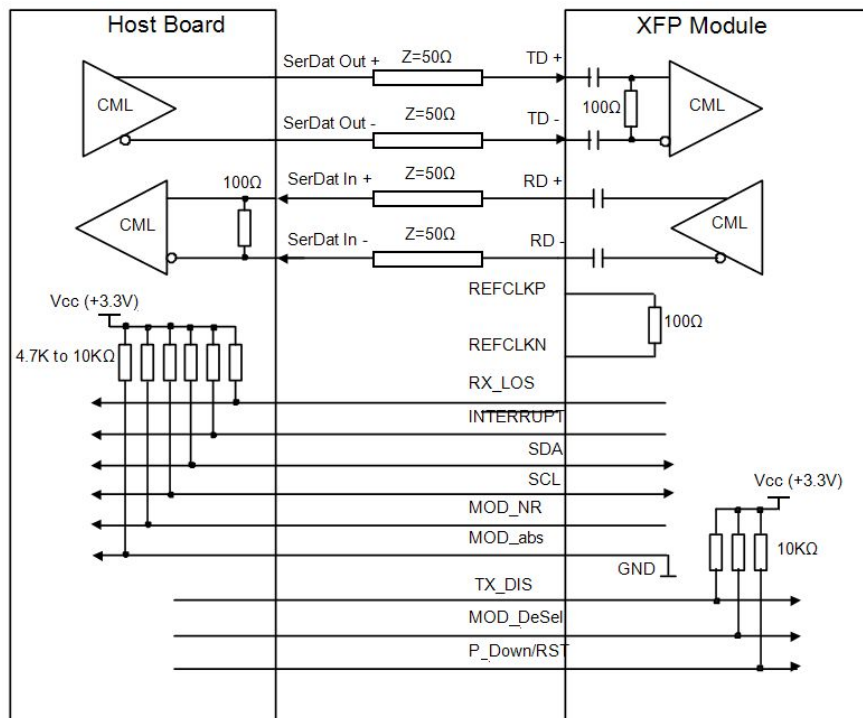 Host Board
XFP Module
SerDat Out +
Z=50Ω
TD +
CML
100Ω
CML
SerDat Out -
Z=50Ω
TD -
100Ω
SerDat In +
Z=50Ω
RD +
CML
CML
SerDat In -
Z=50Ω
RD -
REFCLKP
Vcc (+3.3V)
100Ω
4.7K to 10KΩ
REFCLKN
RX_LOS
INTERRUPT
SDA
SCL
Vcc (+3.3V)
MOD_NR
MOD_abs
10KΩ
GND
TX_DIS
MOD_DeSel
P_Down/RST